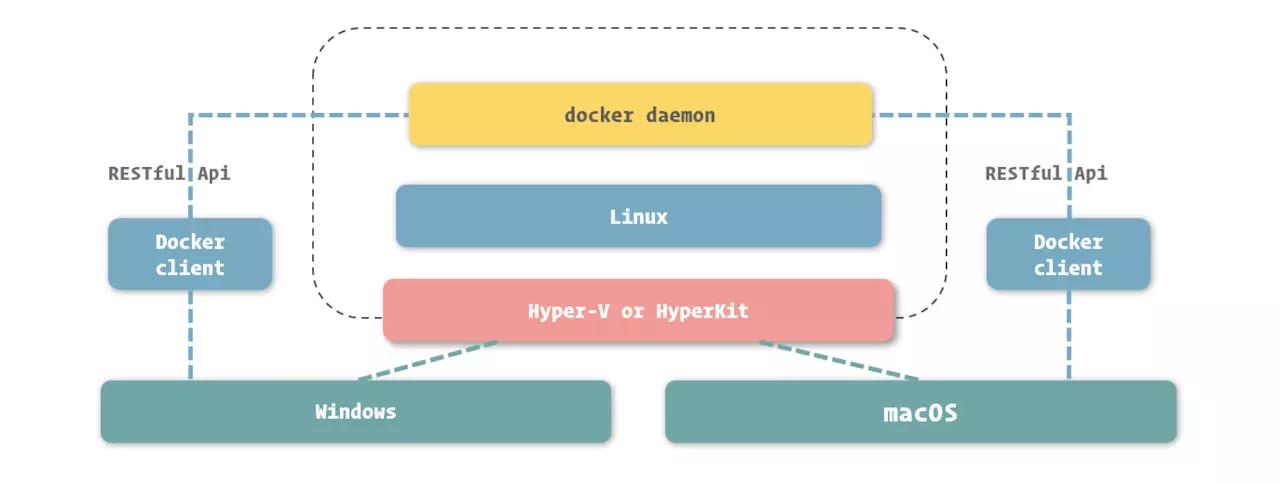 docker daemon
RESTful Api
RESTful Api
Linux
Docker
client
Docker
client
Hyper-V or HyperKit
Windows
macOS